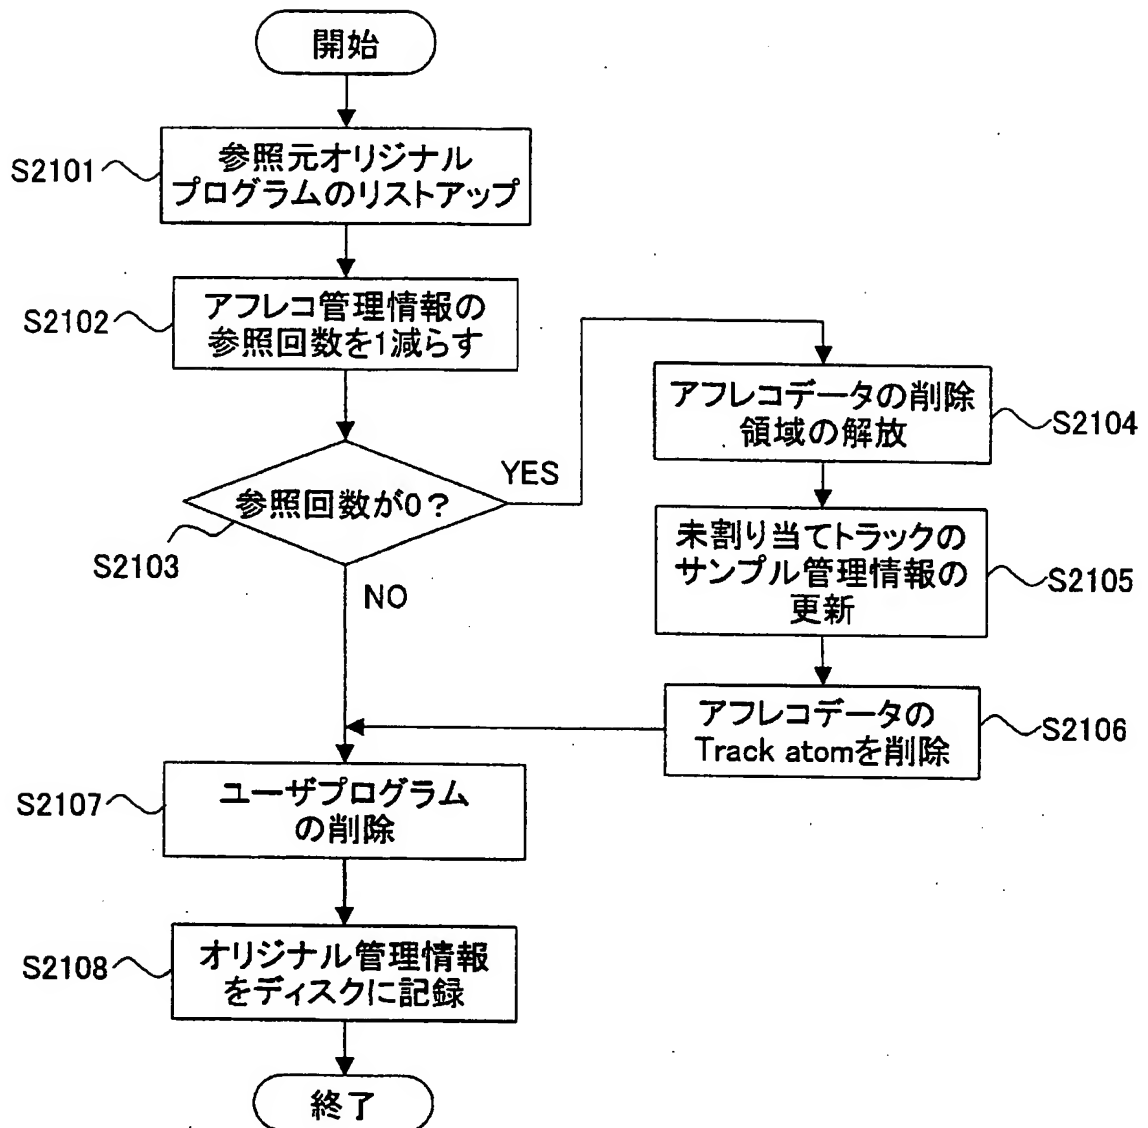 開始
S2101
参照元オリジナル
プログラムのリストアップ
S2102
アフレコ管理情報の
参照回数を1減らす
S2103
参照回数が0？
YES
NO
アフレコデータの削除
領域の解放
S2104
未割り当てトラックの
サンプル管理情報の
更新
S2105
アフレコデータの
Track atomを削除
S2106
S2107
ユーザプログラム
の削除
S2108
オリジナル管理情報
をディスクに記録
終了